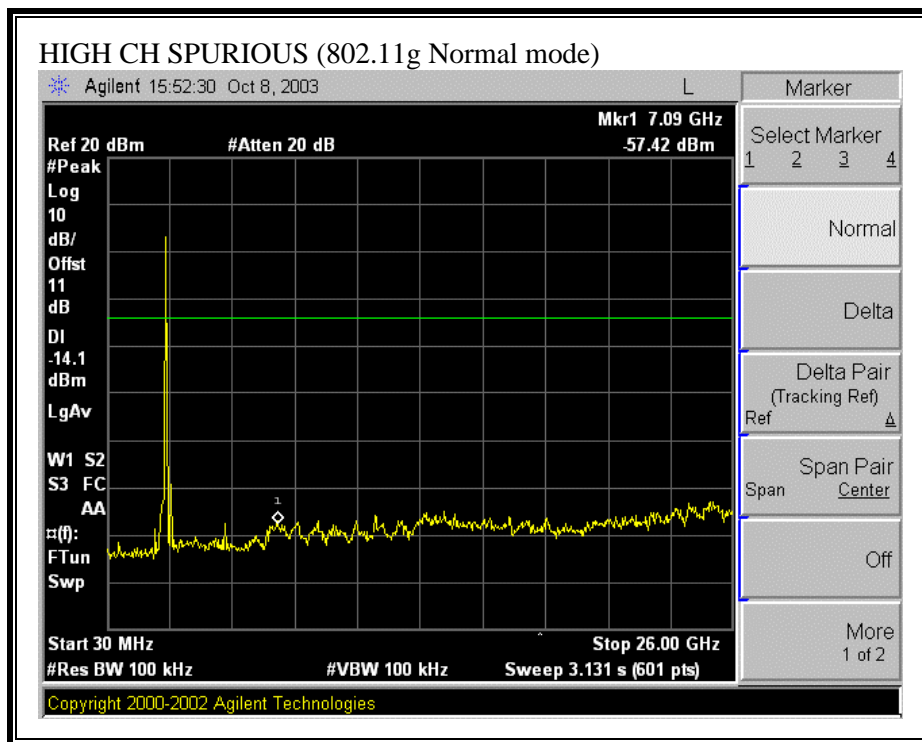 HIGH CH SPURIOUS (802.11g Normal mode)
Agilent 15:52:30 Oct 8, 2003 L
Mkr1 7.09 GHz
Ref 20 dBm #Atten 20 dB -57.42 dBm
#Peak
Log
10
dB/
Offst
11
dB
DI
-14.1
dBm
LgAv
W1 S2
S3 FC
AA
¤(f):
FTun
Swp
1
Start 30 MHz Stop 26.00 GHz
#Res BW 100 kHz #VBW 100 kHz Sweep 3.131 s (601 pts)
Copyright 2000-2002 Agilent Technologies
Marker
Select Marker
1 2 3 4
Normal
Delta
Delta Pair
(Tracking Ref)
Ref Δ
Span Pair
Span Center
Off
More
1 of 2